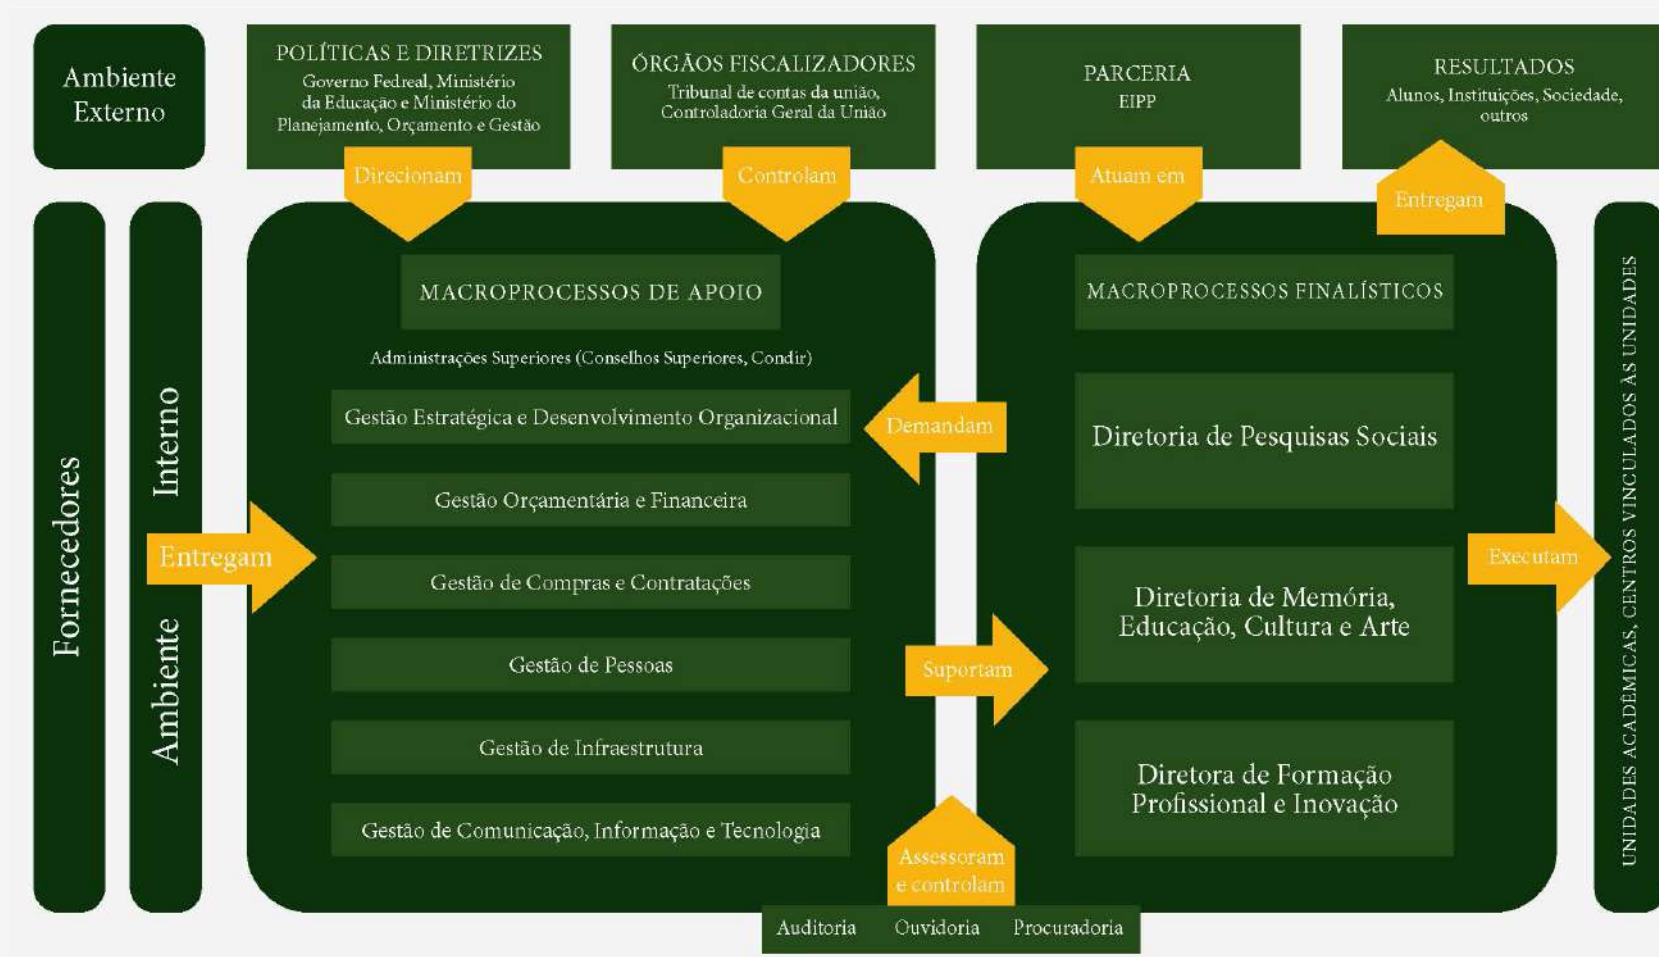 Ambiente
Externo
POLÍTICAS E DIRETRIZES
Governo Fedreal, Ministério
da Educação e Ministério do
Planejamento, Orçamento e Gestão
Direcionam
ÓRGÃOS FISCALIZADORES
Tribunal de contas da união,
Controladoria Geral da União
Controlam
PARCERIA
EIPP
Atuam em
RESULTADOS
Alunos, Instituições, Sociedade,
outros
Entregam
Fornecedores
Ambiente Interno
Entregam
MACROPROCESSOS DE APOIO
Administrações Superiores (Conselhos Superiores, Condir)
Gestão Estratégica e Desenvolvimento Organizacional
Gestão Orçamentária e Financeira
Gestão de Compras e Contratações
Gestão de Pessoas
Gestão de Infraestrutura
Gestão de Comunicação, Informação e Tecnologia
Demandam
Suportam
MACROPROCESSOS FINALÍSTICOS
Diretoria de Pesquisas Sociais
Diretoria de Memória,
Educação, Cultura e Arte
Diretora de Formação
Profissional e Inovação
Executam
UNIDADES ACADÊMICAS, CENTROS VINCULADOS ÀS UNIDADES
Assessoram
e controlam
Auditoria Ouvidoria Procuradoria